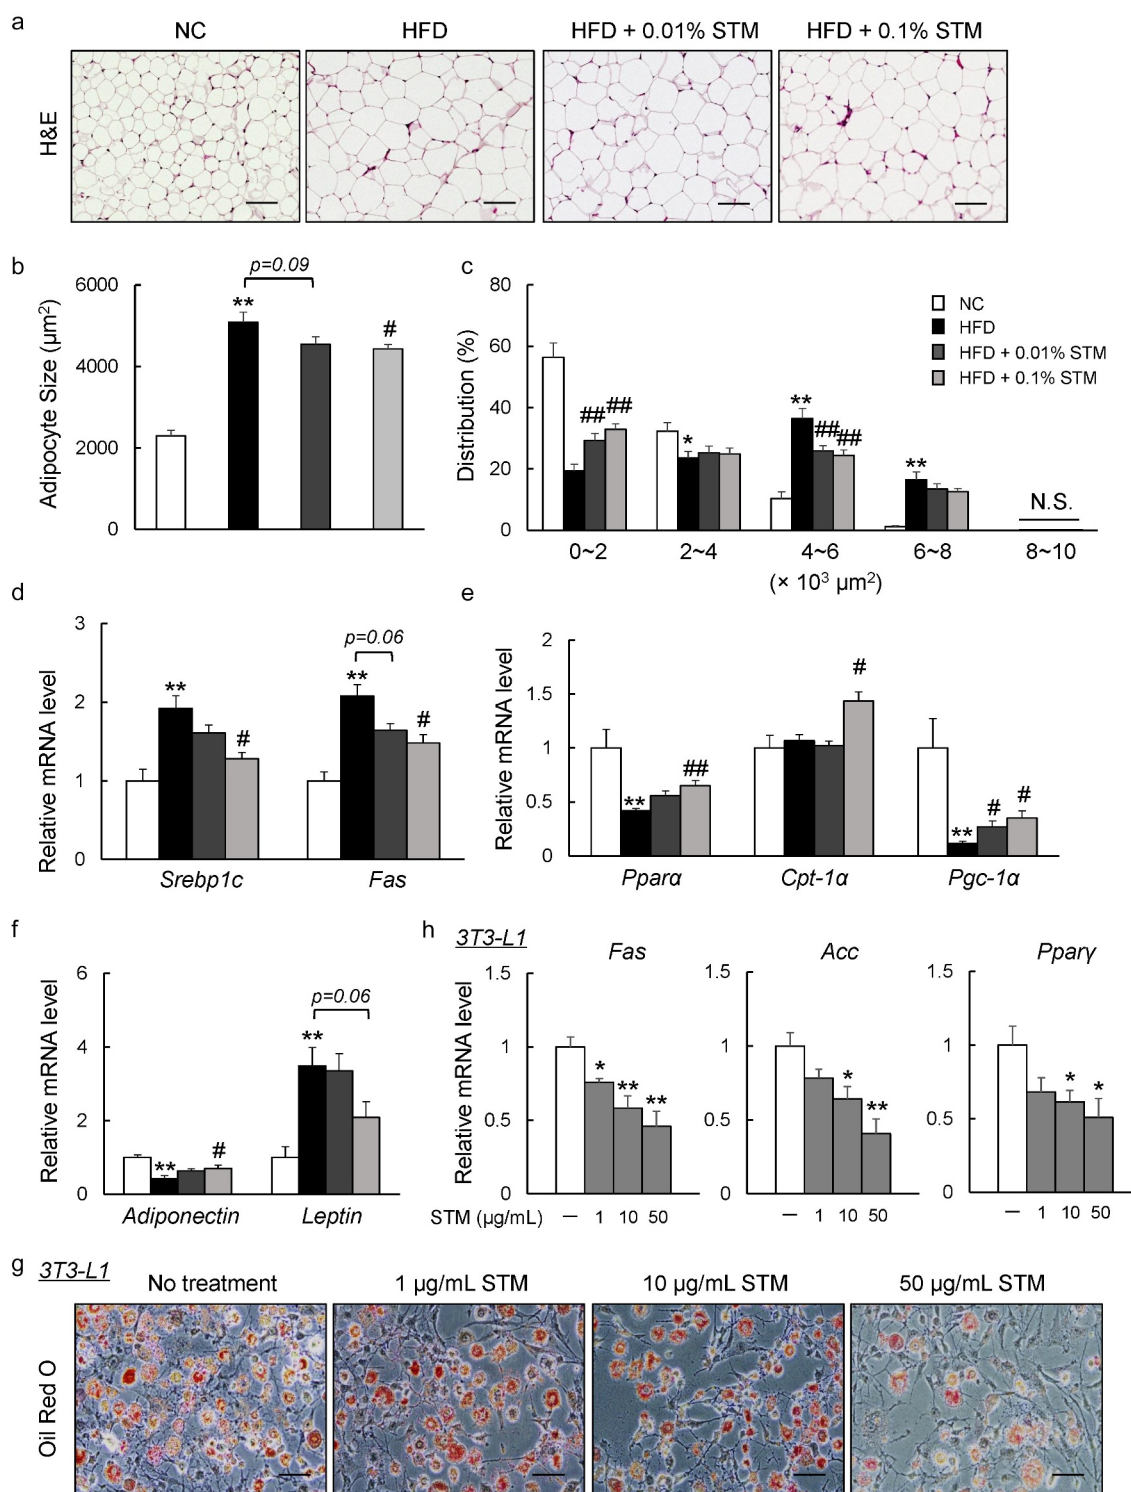 a
NC HFD HFD + 0.01% STM HFD + 0.1% STM
H&E
b
p=0.09
6000
4000
2000
0
Adipocyte Size (µm²)
**
#
c
80
60
40
20
0
Distribution (%)
NC
HFD
HFD + 0.01% STM
HFD + 0.1% STM
## ##
*
**
## ##
**
N.S.
0~2 2~4 4~6 6~8 8~10
(× 10³ µm²)
d
3
2
1
0
Relative mRNA level
p=0.06
**
#
**
#
Srebp1c Fas
e
2
1.5
1
0.5
0
Relative mRNA level
**
##
#
**
#
#
Pparα Cpt-1α Pgc-1α
f
6
4
2
0
Relative mRNA level
p=0.06
**
#
**
Adiponectin Leptin
h
3T3-L1
Fas Acc Pparγ
Relative mRNA level
1.5
1
0.5
0
* ** **
1.5
1
0.5
0
* **
1.5
1
0.5
0
* *
STM (µg/mL) – 1 10 50 – 1 10 50 – 1 10 50
g
3T3-L1
No treatment 1 µg/mL STM 10 µg/mL STM 50 µg/mL STM
Oil Red O